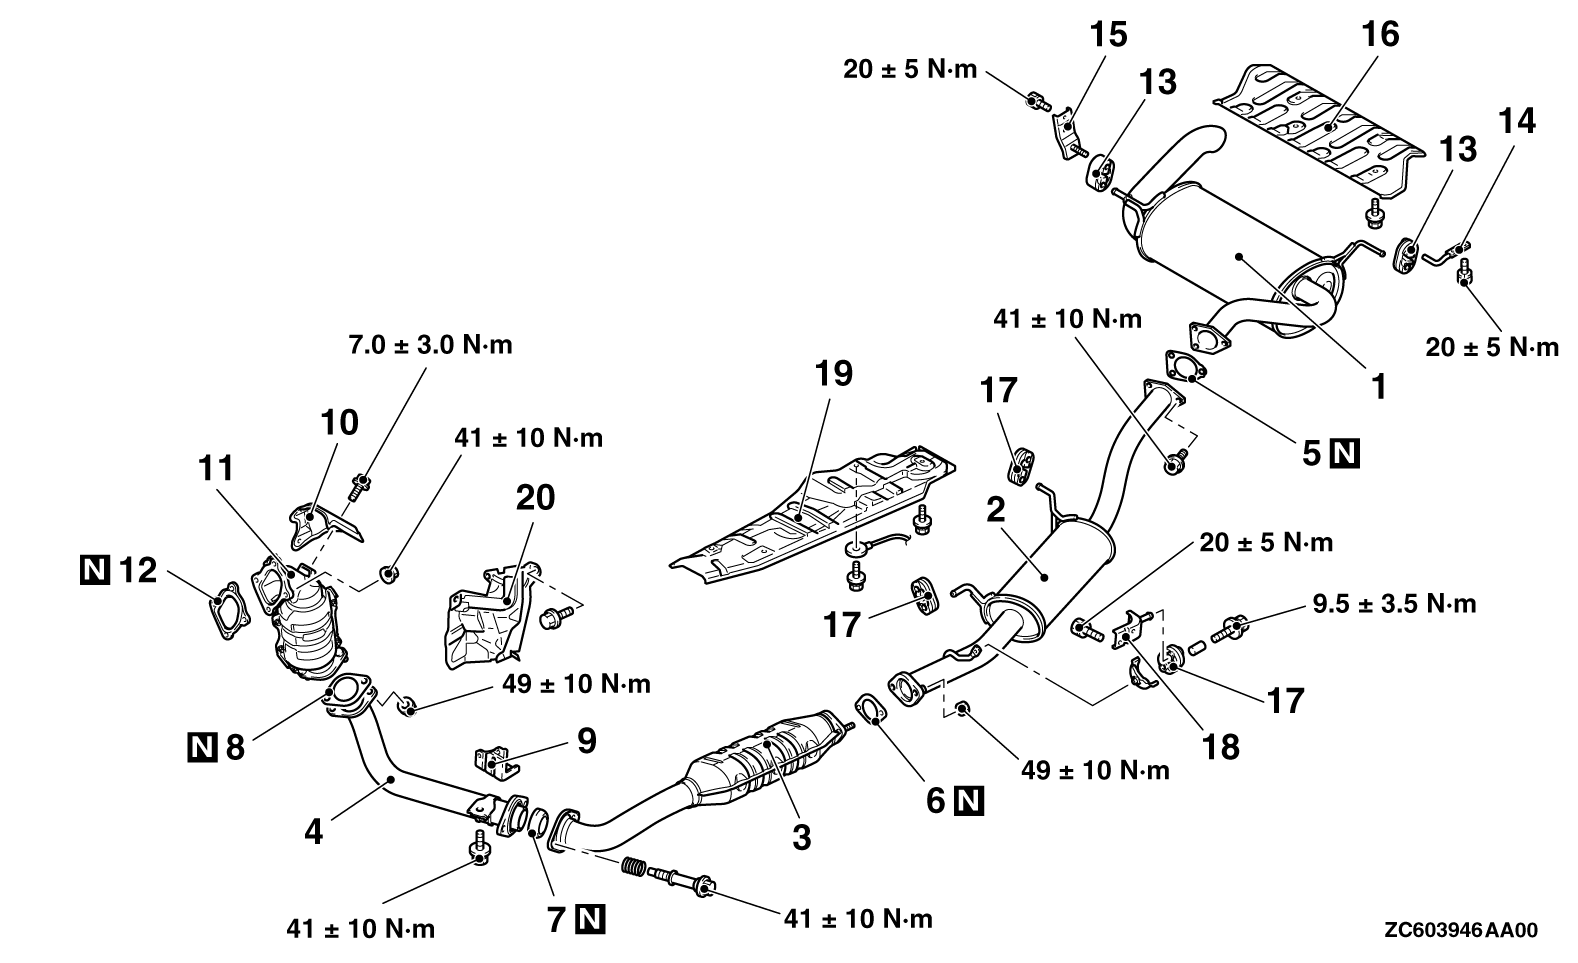 15
16
20 ± 5 N·m
13
14
13
41 ± 10 N·m
20 ± 5 N·m
7.0 ± 3.0 N·m
19
17
1
10
41 ± 10 N·m
5 N
11
20
2
20 ± 5 N·m
N 12
9.5 ± 3.5 N·m
17
49 ± 10 N·m
17
N 8
9
18
49 ± 10 N·m
6 N
4
3
41 ± 10 N·m
7 N
41 ± 10 N·m
ZC603946AA00